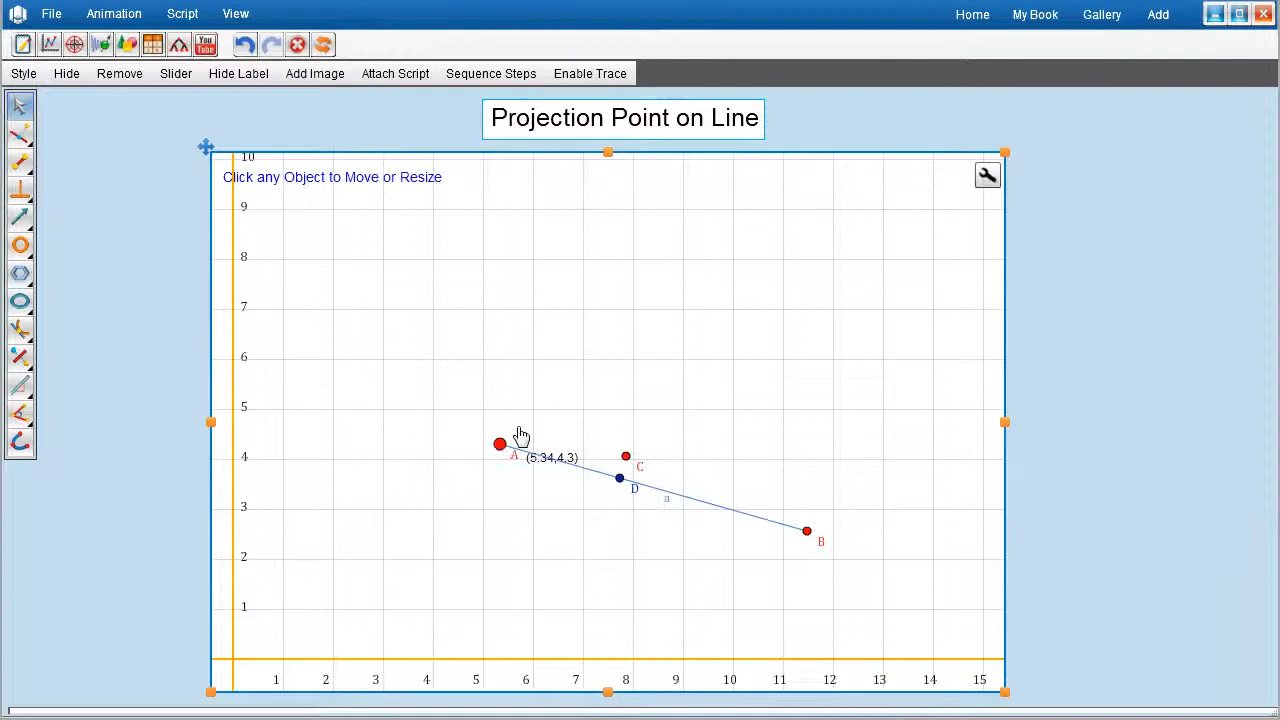 File Animation Script View Home My Book Gallery Add
You Tube
Style Hide Remove Slider Hide Label Add Image Attach Script Sequence Steps Enable Trace
Projection Point on Line
10
Click any Object to Move or Resize
9
8
7
6
5
4
3
2
1
A (5.34,4.3)
C
D
a
B
1 2 3 4 5 6 7 8 9 10 11 12 13 14 15